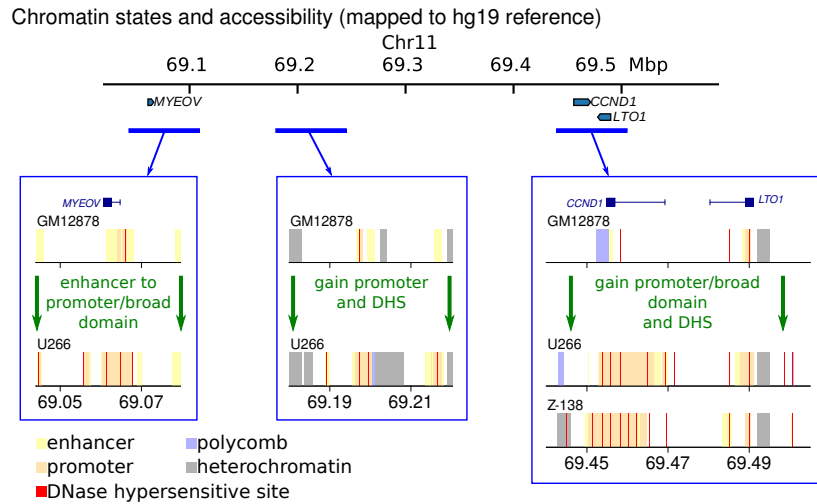 Chromatin states and accessibility (mapped to hg19 reference)
Chr11
69.1 69.2 69.3 69.4 69.5 Mbp
MYEOV
CCND1
LTO1
MYEOV
GM12878
enhancer to
promoter/broad
domain
U266
69.05 69.07
GM12878
gain promoter
and DHS
U266
69.19 69.21
CCND1 LTO1
GM12878
gain promoter/broad
domain
and DHS
U266
Z-138
69.45 69.47 69.49
enhancer polycomb
promoter heterochromatin
DNase hypersensitive site